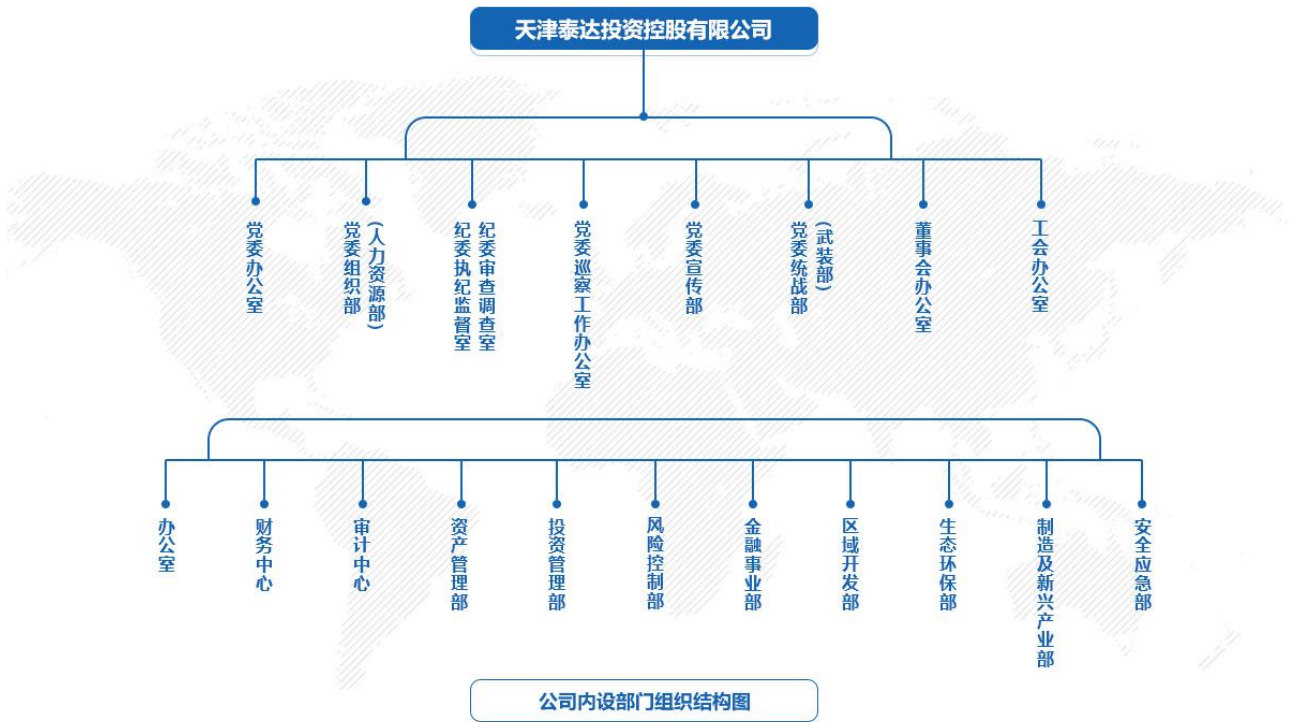 天津泰达投资控股有限公司
党委办公室
党委组织部
(人力资源部)
纪委执纪监督室
纪委审查调查室
党委巡察工作办公室
党委宣传部
党委统战部
(武装部)
董事会办公室
工会办公室
办公室
财务中心
审计中心
资产管理部
投资管理部
风险控制部
金融事业部
区域开发部
生态环保部
制造及新兴产业部
安全应急部
公司内设部门组织结构图